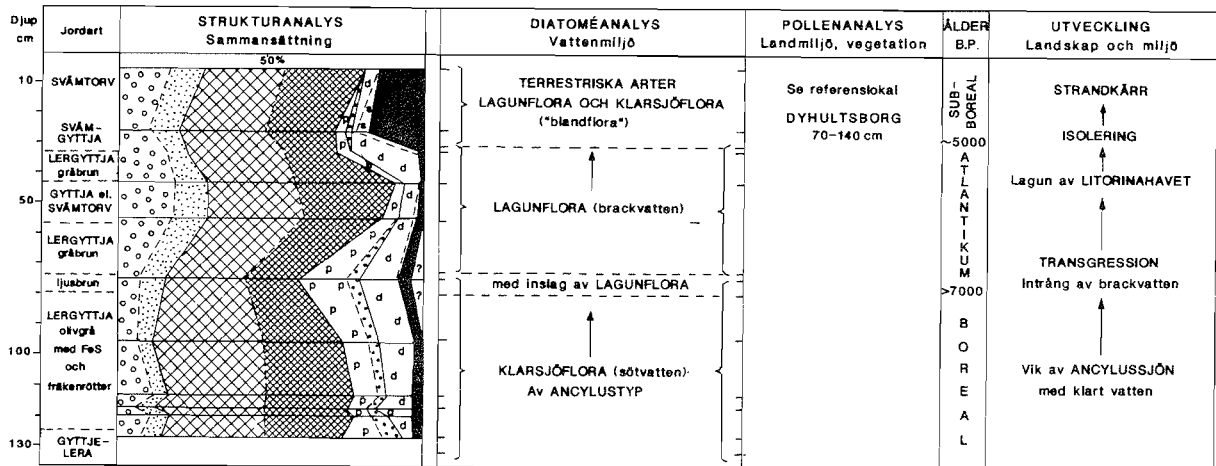 Djup
cm
Jordart
STRUKTURANALYS
Sammansättning
DIATOMÉANALYS
Vattenmiljö
POLLENANALYS
Landmiljö, vegetation
ÅLDER
B.P.
UTVECKLING
Landskap och miljö
50%
10
50
100
130
SVÄMTORV
SVÄM-
GYTTJA
LERGYTTJA
gråbrun
GYTTJA el.
SVÄMTORV
LERGYTTJA
gråbrun
ljusbrun
LERGYTTJA
olivgrå
med FeS
och
fräkenrötter
GYTTJE-
LERA
d
p
d
d
p
p
d
p
d
?
p
?
p
d
p
d
p
d
p
d
p
d
TERRESTRISKA ARTER
LAGUNFLORA OCH KLARSJÖFLORA
("blandflora")
LAGUNFLORA (brackvatten)
med inslag av LAGUNFLORA
KLARSJÖFLORA (sötvatten)
Av ANCYLUSTYP
Se referenslokal
DYHULTSBORG
70–140 cm
SUB-
BOREAL
~5000
ATLANTIKUM
>7000
BOREAL
STRANDKÄRR
ISOLERING
Lagun av LITORINAHAVET
TRANSGRESSION
Intrång av brackvatten
Vik av ANCYLUSSJÖN
med klart vatten